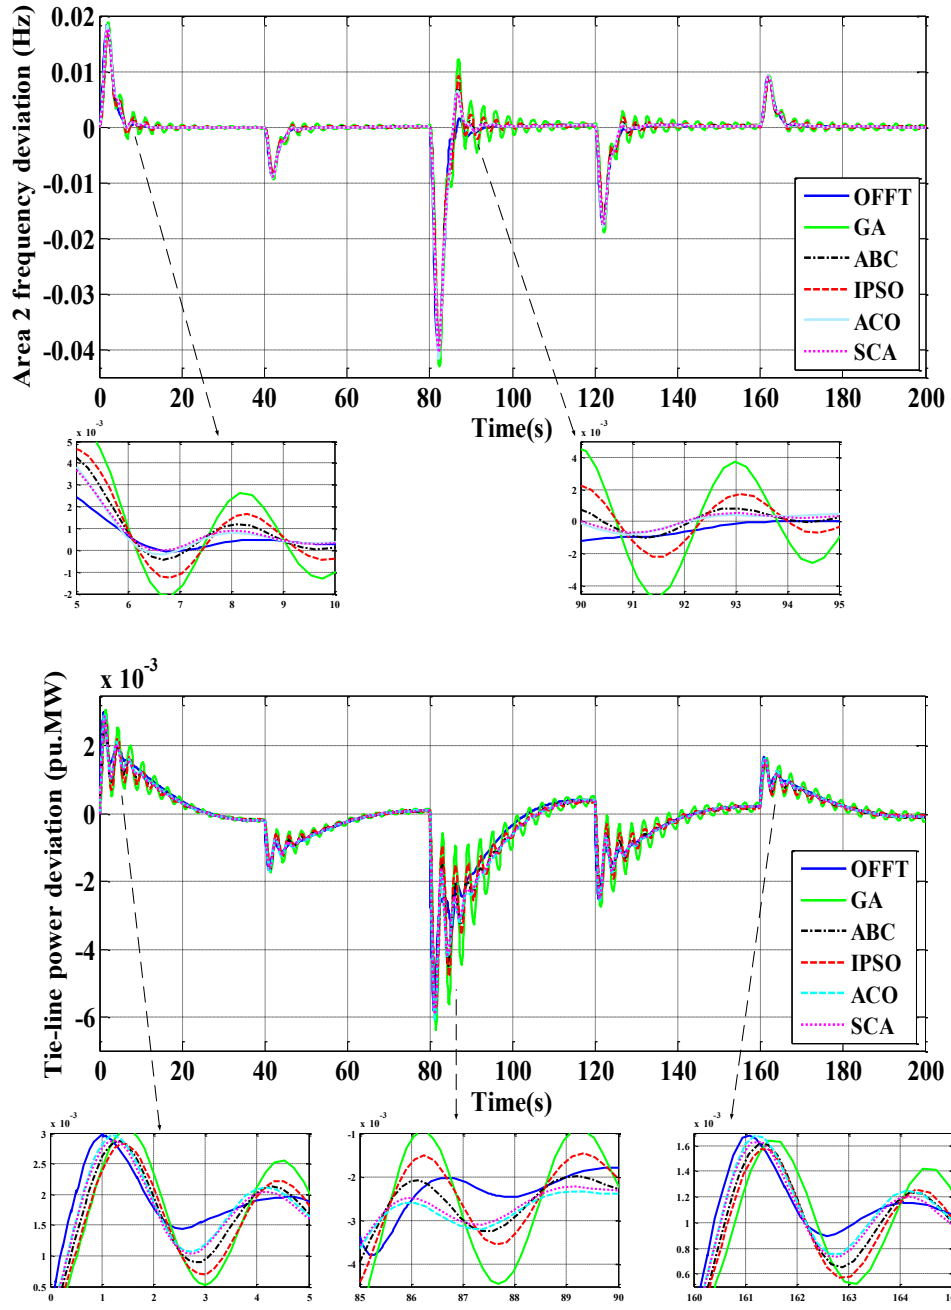 Area 2 frequency deviation (Hz)
0.02
0.01
0
-0.01
-0.02
-0.03
-0.04
OFFT
GA
ABC
IPSO
ACO
SCA
0 20 40 60 80 100 120 140 160 180 200
Time(s)
x 10^-3
5
4
3
2
1
0
-1
-2
5 6 7 8 9 10
x 10^-3
4
2
0
-2
-4
90 91 92 93 94 95
Tie-line power deviation (pu.MW)
x 10^-3
2
0
-2
-4
-6
OFFT
GA
ABC
IPSO
ACO
SCA
0 20 40 60 80 100 120 140 160 180 200
Time(s)
x 10^-3
3
2.5
2
1.5
1
0.5
0 1 2 3 4 5
x 10^-3
-1
-2
-3
-4
85 86 87 88 89 90
x 10^-3
1.6
1.4
1.2
1
0.8
0.6
160 161 162 163 164